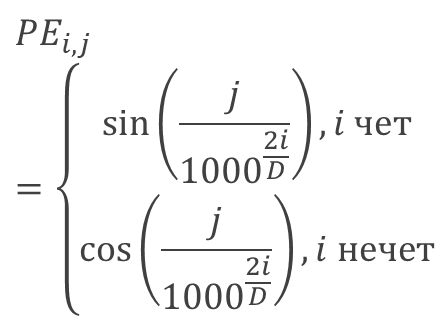 PE_{i,j}
= { sin ( j / 1000^{2i/D} ), i чет
cos ( j / 1000^{2i/D} ), i нечет